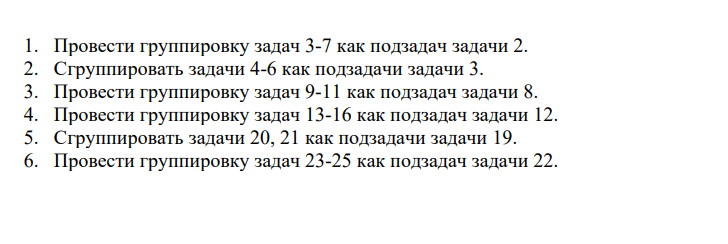 1. Провести группировку задач 3-7 как подзадач задачи 2.
2. Сгруппировать задачи 4-6 как подзадачи задачи 3.
3. Провести группировку задач 9-11 как подзадач задачи 8.
4. Провести группировку задач 13-16 как подзадач задачи 12.
5. Сгруппировать задачи 20, 21 как подзадачи задачи 19.
6. Провести группировку задач 23-25 как подзадач задачи 22.